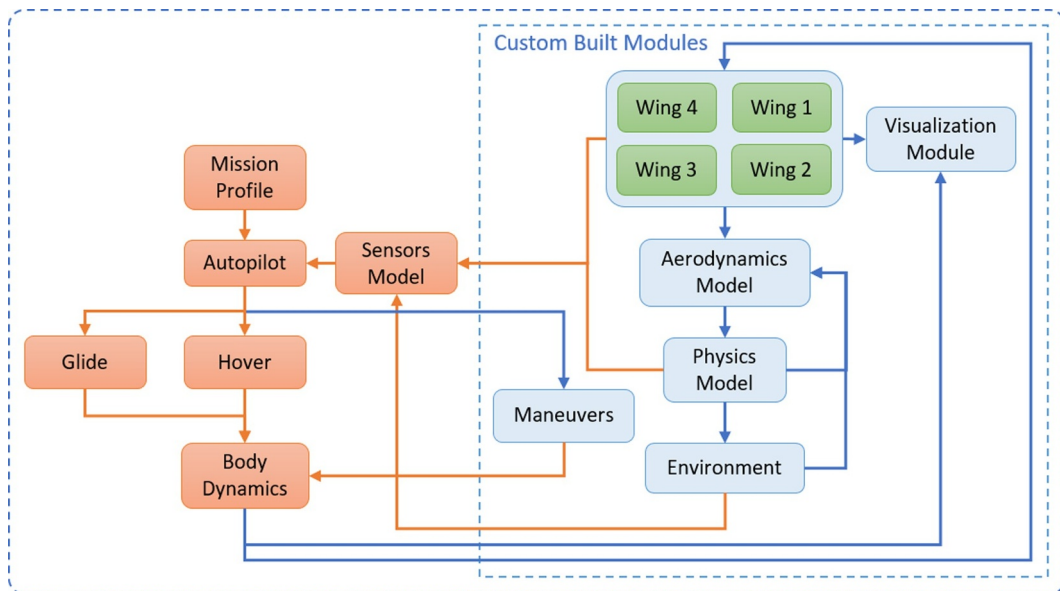 Custom Built Modules
Wing 4
Wing 1
Wing 3
Wing 2
Visualization
Module
Mission
Profile
Autopilot
Sensors
Model
Aerodynamics
Model
Glide
Hover
Physics
Model
Maneuvers
Body
Dynamics
Environment